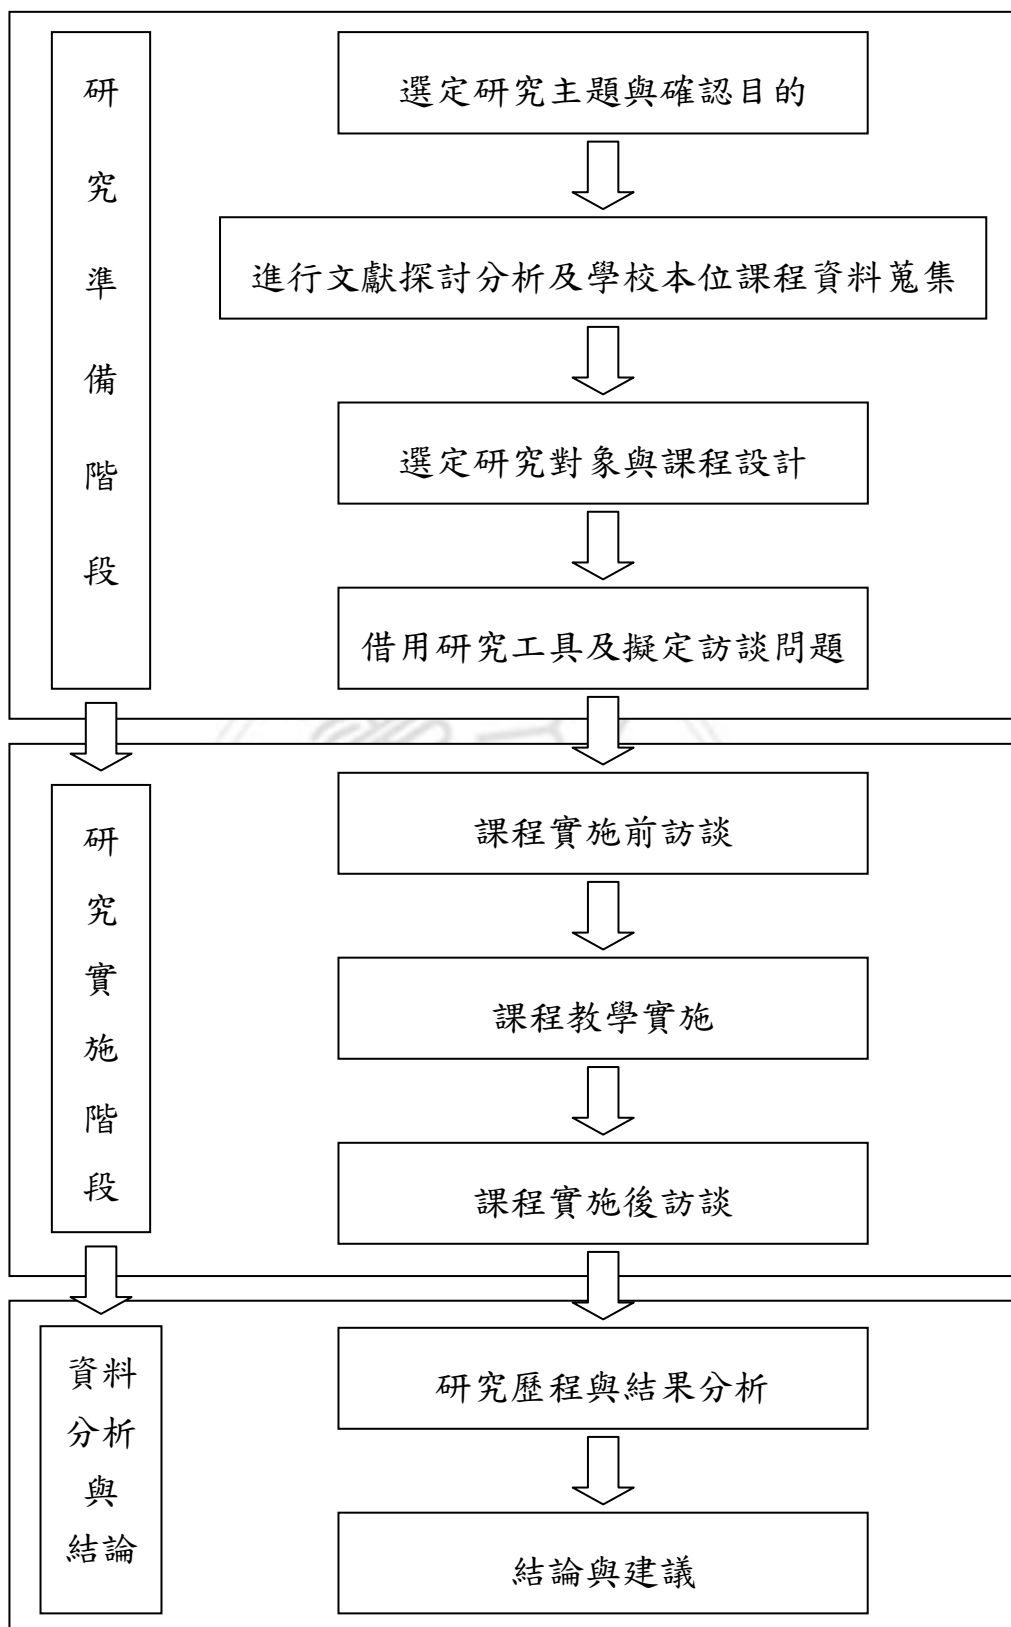 研究準備階段
選定研究主題與確認目的
進行文獻探討分析及學校本位課程資料蒐集
選定研究對象與課程設計
借用研究工具及擬定訪談問題
研究實施階段
課程實施前訪談
課程教學實施
課程實施後訪談
資料
分析
與
結論
研究歷程與結果分析
結論與建議